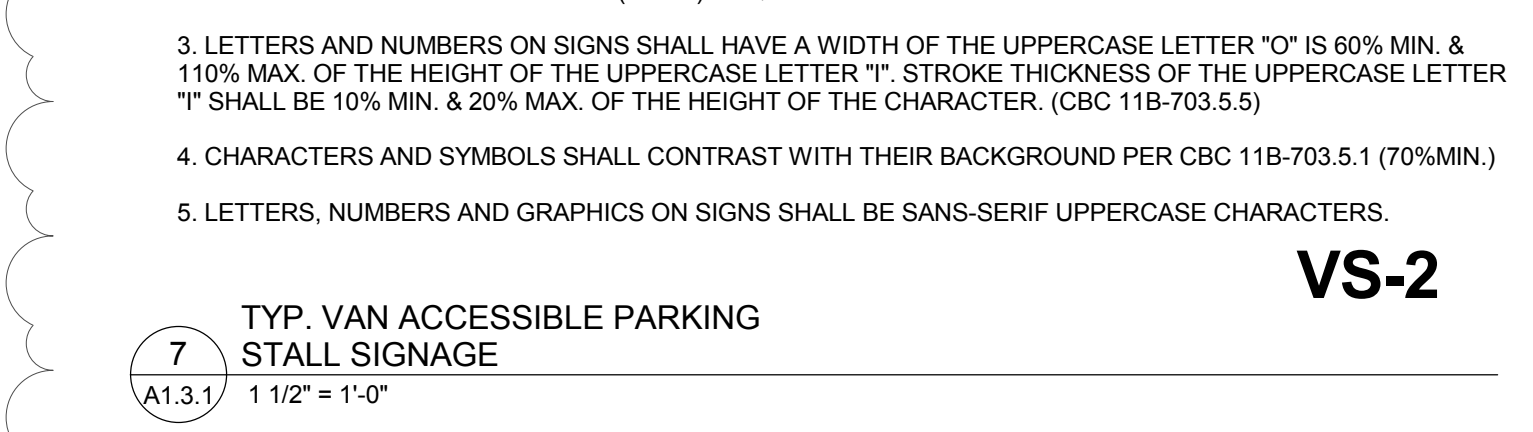 3. LETTERS AND NUMBERS ON SIGNS SHALL HAVE A WIDTH OF THE UPPERCASE LETTER "O" IS 60% MIN. &
110% MAX. OF THE HEIGHT OF THE UPPERCASE LETTER "I". STROKE THICKNESS OF THE UPPERCASE LETTER
"I" SHALL BE 10% MIN. & 20% MAX. OF THE HEIGHT OF THE CHARACTER. (CBC 11B-703.5.5)
4. CHARACTERS AND SYMBOLS SHALL CONTRAST WITH THEIR BACKGROUND PER CBC 11B-703.5.1 (70%MIN.)
5. LETTERS, NUMBERS AND GRAPHICS ON SIGNS SHALL BE SANS-SERIF UPPERCASE CHARACTERS.
VS-2
TYP. VAN ACCESSIBLE PARKING
7 STALL SIGNAGE
A1.3.1 1 1/2" = 1'-0"